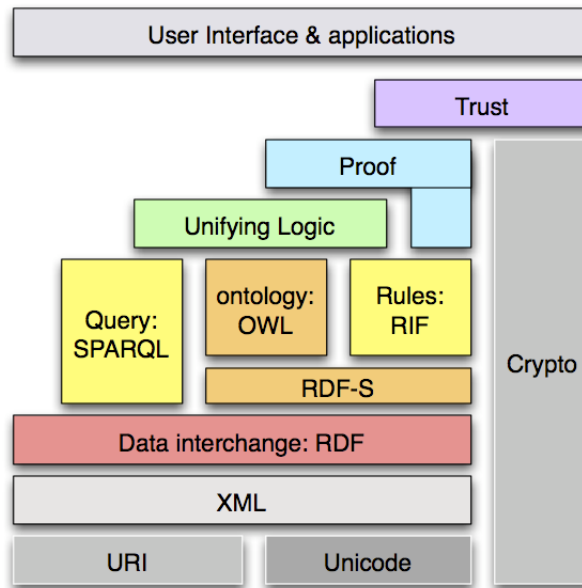 User Interface & applications
Trust
Proof
Unifying Logic
Query:
SPARQL
ontology:
OWL
Rules:
RIF
Crypto
RDF-S
Data interchange: RDF
XML
URI
Unicode